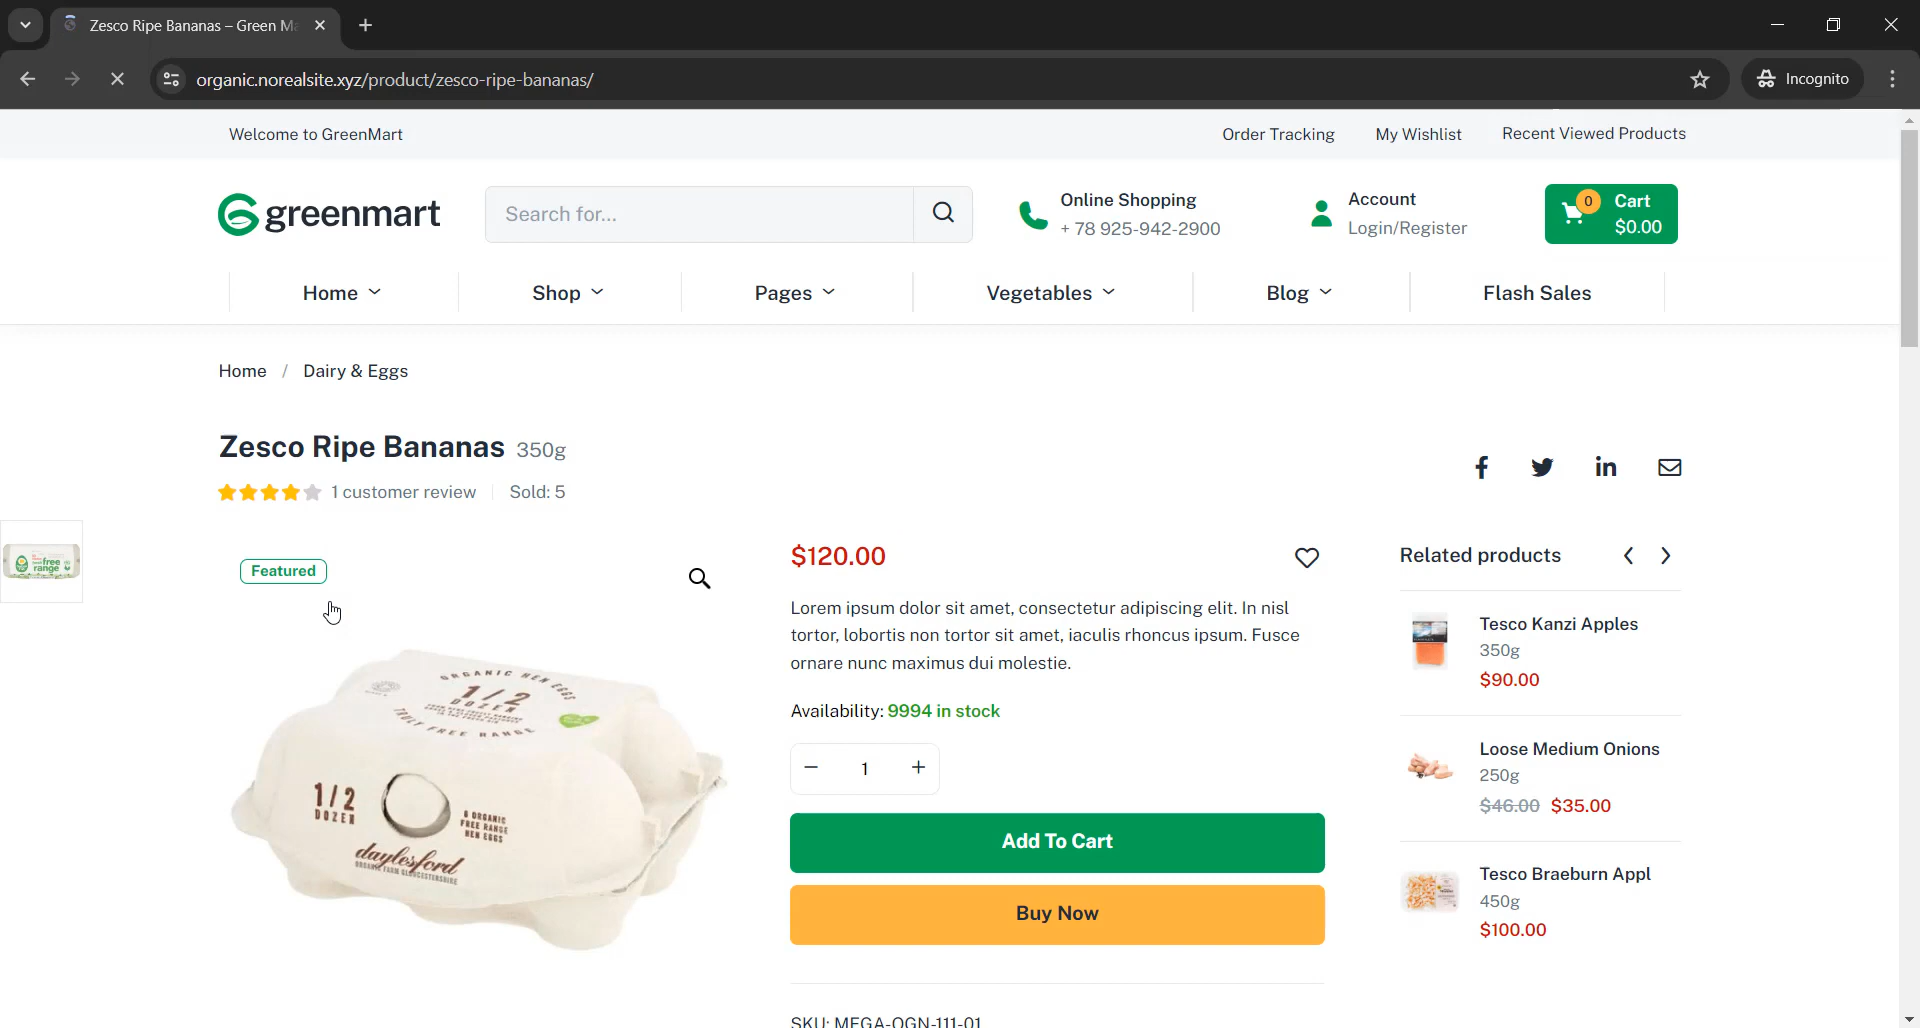 Zesco Ripe Bananas – Green Ma
organic.norealsite.xyz/product/zesco-ripe-bananas/
Incognito
Welcome to GreenMart
Order Tracking
My Wishlist
Recent Viewed Products
greenmart
Search for...
Online Shopping
+ 78 925-942-2900
Account
Login/Register
0
Cart
$0.00
Home
Shop
Pages
Vegetables
Blog
Flash Sales
Home / Dairy & Eggs
Zesco Ripe Bananas 350g
1 customer review
Sold: 5
free
range
Featured
ORGANIC HEN EGGS
1/2
DOZEN
TRULY FREE RANGE
1/2
DOZEN
6 ORGANIC
FREE RANGE
HEN EGGS
daylesford
ORGANIC FARM GLOUCESTERSHIRE
$120.00
Lorem ipsum dolor sit amet, consectetur adipiscing elit. In nisl
tortor, lobortis non tortor sit amet, iaculis rhoncus ipsum. Fusce
ornare nunc maximus dui molestie.
Availability: 9994 in stock
1
Add To Cart
Buy Now
SKU: MEGA-OGN-111-01
Related products
Tesco Kanzi Apples
350g
$90.00
Loose Medium Onions
250g
$46.00 $35.00
Tesco Braeburn Appl
450g
$100.00